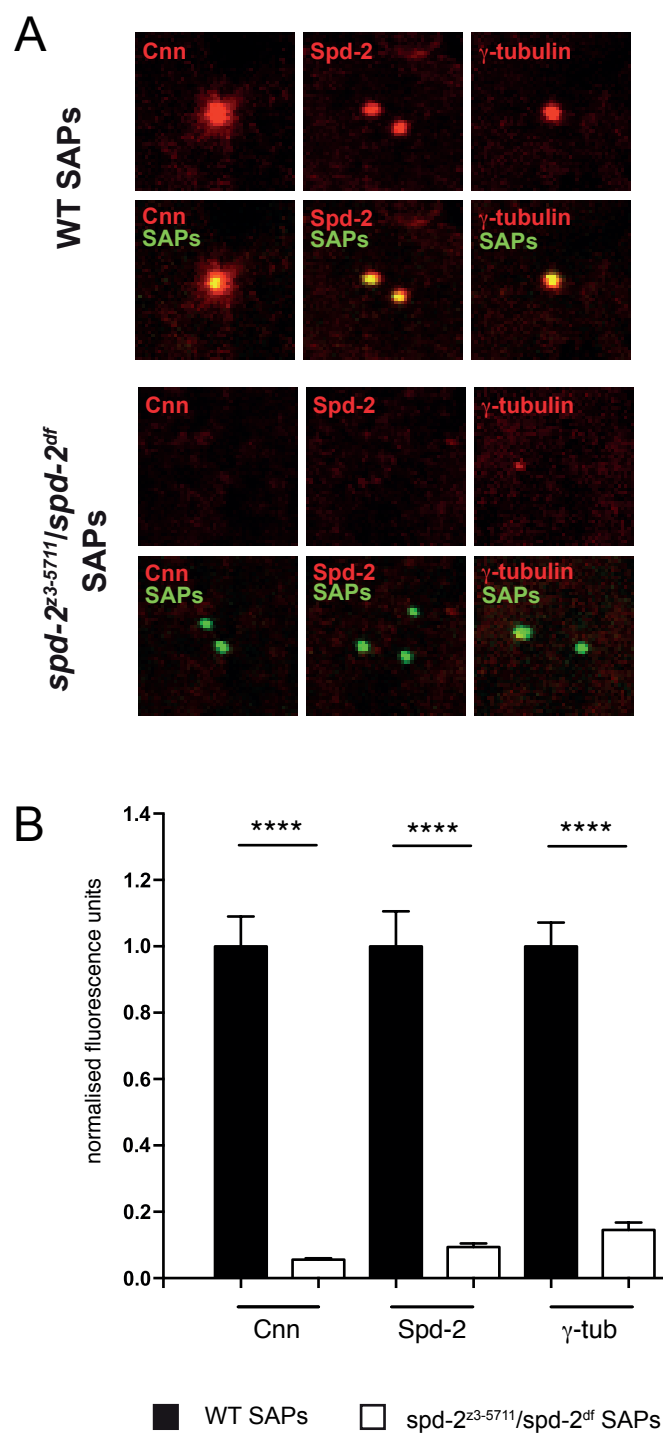 A
WT SAPs
Cnn
Spd-2
γ-tubulin
Cnn
SAPs
Spd-2
SAPs
γ-tubulin
SAPs
spd-2z3-5711/spd-2df
SAPs
Cnn
Spd-2
γ-tubulin
Cnn
SAPs
Spd-2
SAPs
γ-tubulin
SAPs
B
normalised fluorescence units
1.4
1.2
1.0
0.8
0.6
0.4
0.2
0.0
****
****
****
Cnn
Spd-2
γ-tub
WT SAPs
spd-2z3-5711/spd-2df SAPs